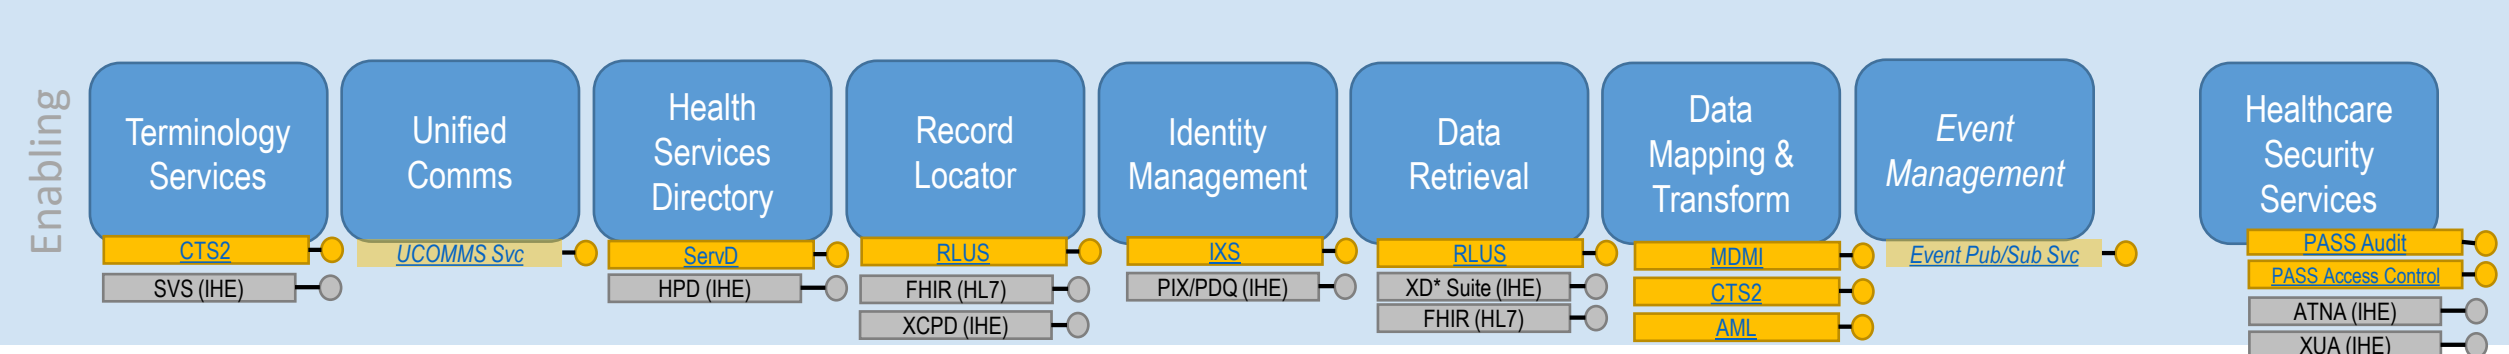 Enabling
Terminology
Services
CTS2
SVS (IHE)
Unified
Comms
UCOMMS Svc
Health
Services
Directory
ServD
HPD (IHE)
Record
Locator
RLUS
FHIR (HL7)
XCPD (IHE)
Identity
Management
IXS
PIX/PDQ (IHE)
Data
Retrieval
RLUS
XD* Suite (IHE)
FHIR (HL7)
Data
Mapping &
Transform
MDMI
CTS2
AML
Event
Management
Event Pub/Sub Svc
Healthcare
Security
Services
PASS Audit
PASS Access Control
ATNA (IHE)
XUA (IHE)